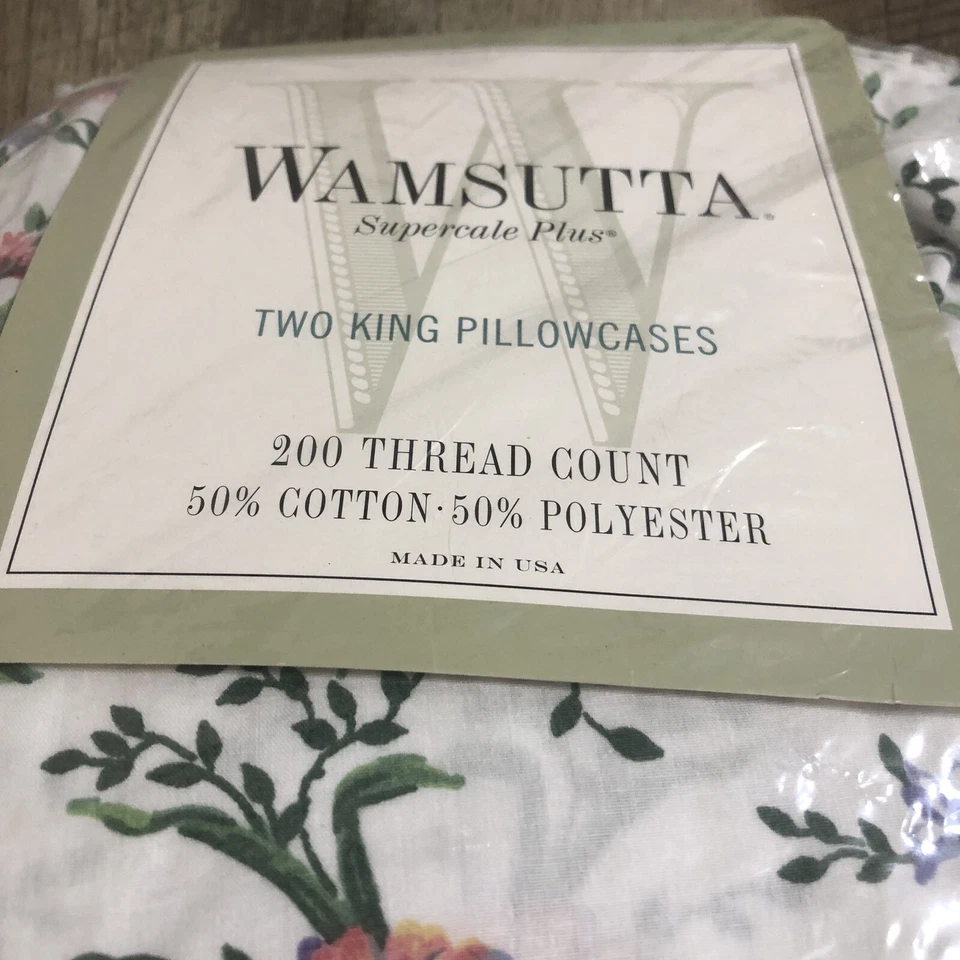 WAMSUTTA®
Supercale Plus®
TWO KING PILLOWCASES
200 THREAD COUNT
50% COTTON·50% POLYESTER
MADE IN USA